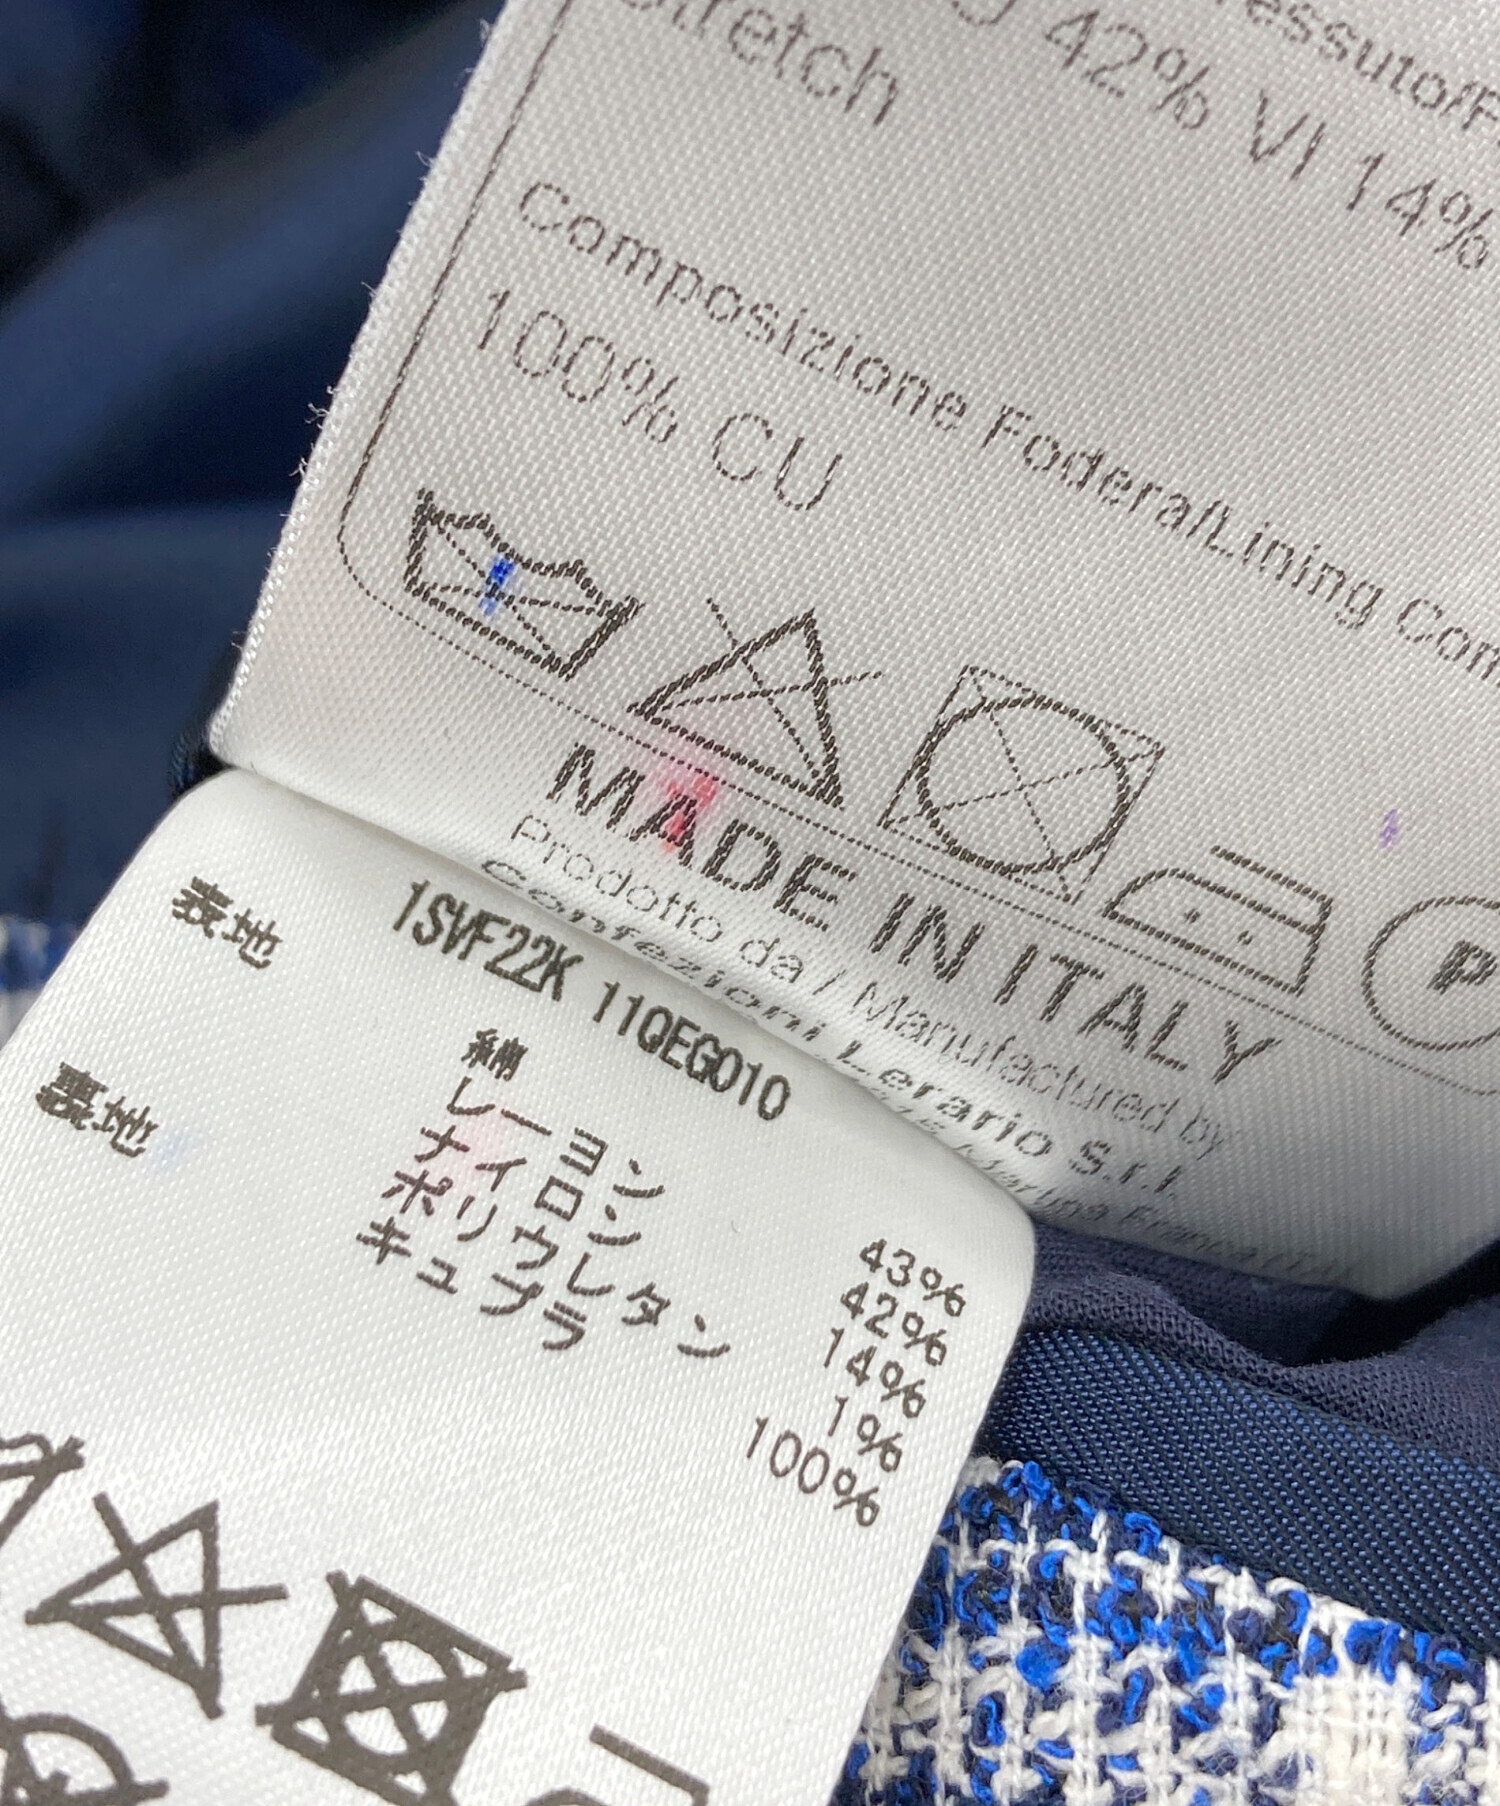 42% VI 14%
Stretch
Composizione Fodera/Lining Com
100% CU
P
MADE IN ITALY
Prodotto da / Manufactured by
Confezioni Lerario s.r.l.
1SVF22K 11QEG010
表地
綿 43%
レーヨン 42%
ナイロン 14%
ポリウレタン 1%
裏地 キュプラ 100%